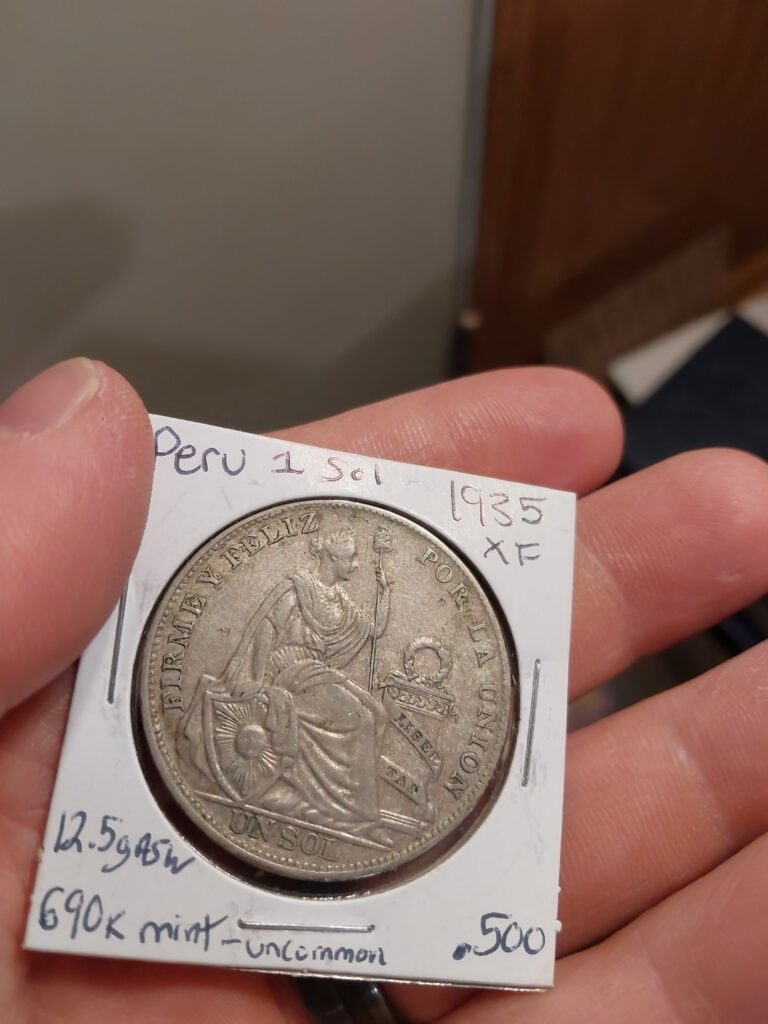 Peru 1 Sol 1935
XF
FIRME Y FELIZ POR LA UNION
LIBER
TAD
UN SOL
12.5g ASW
690K mint - uncommon .500